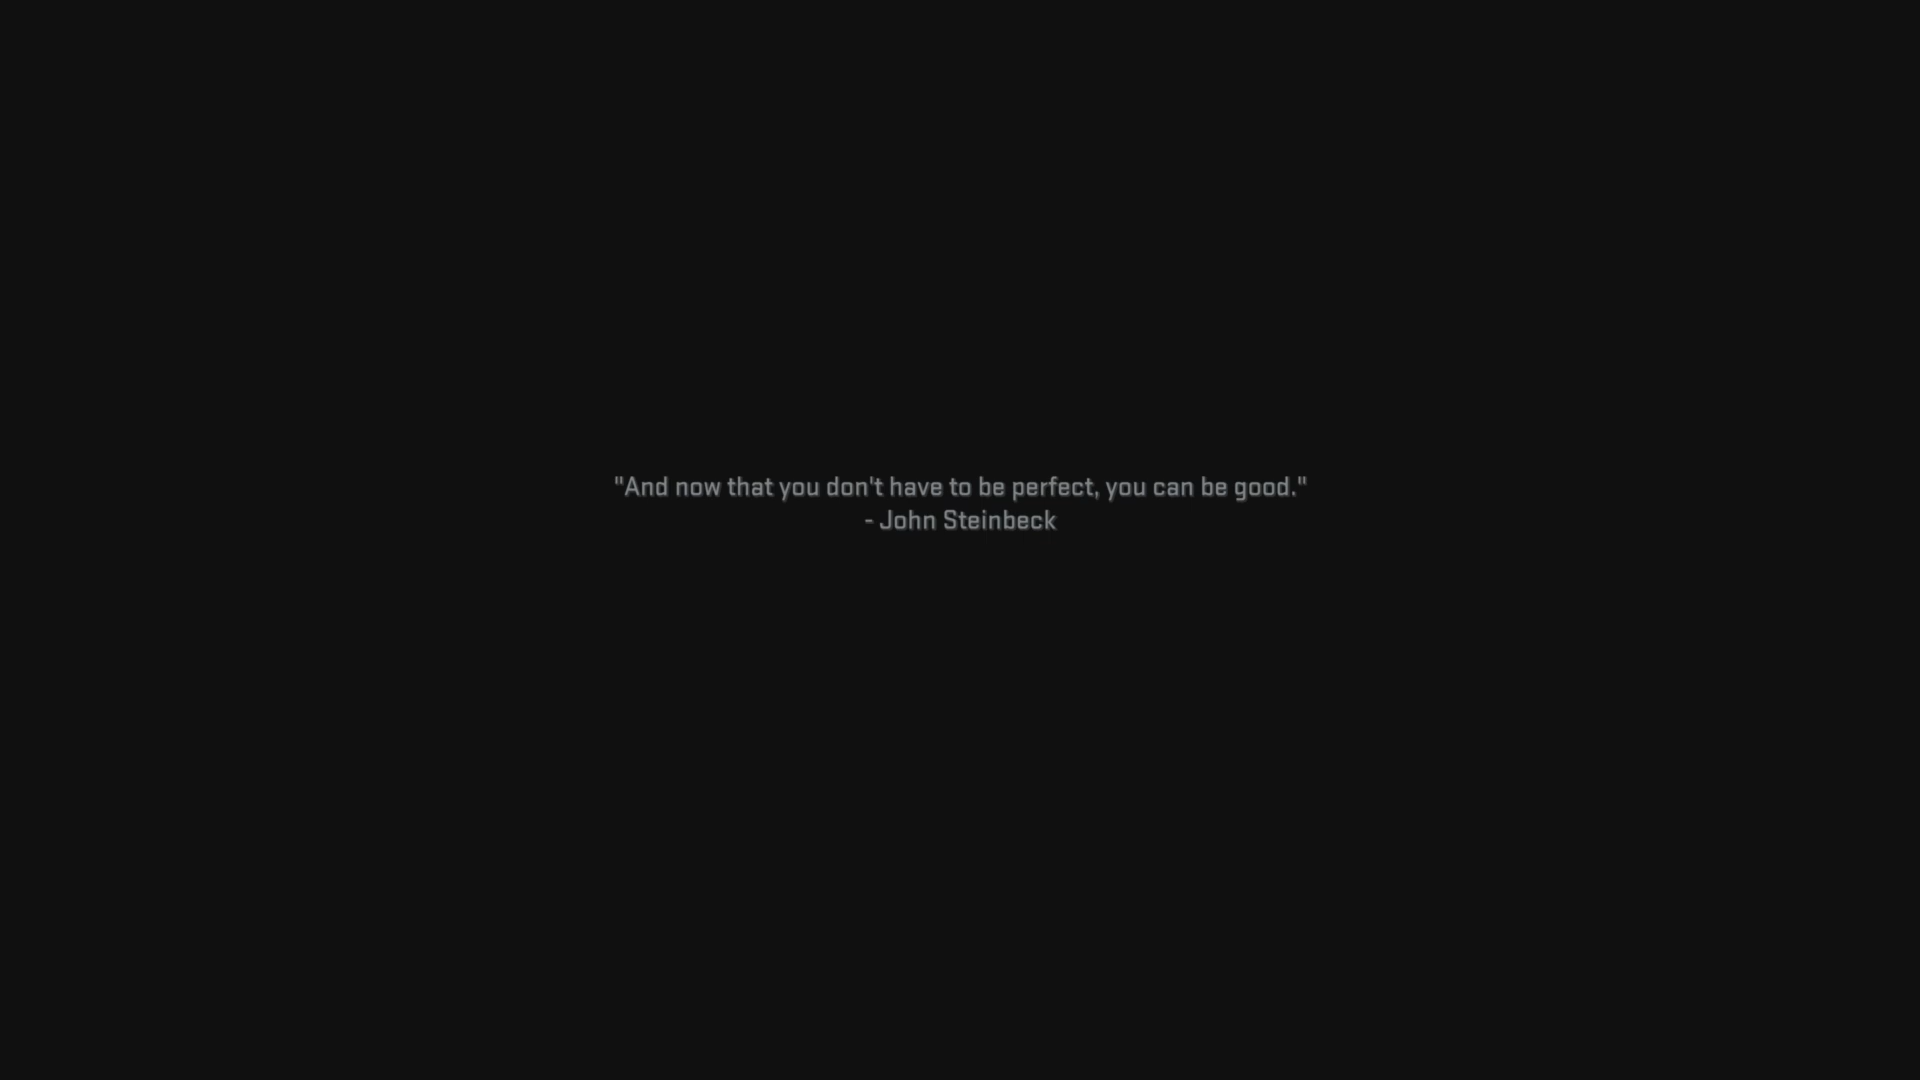 "And now that you don't have to be perfect, you can be good."
- John Steinbeck